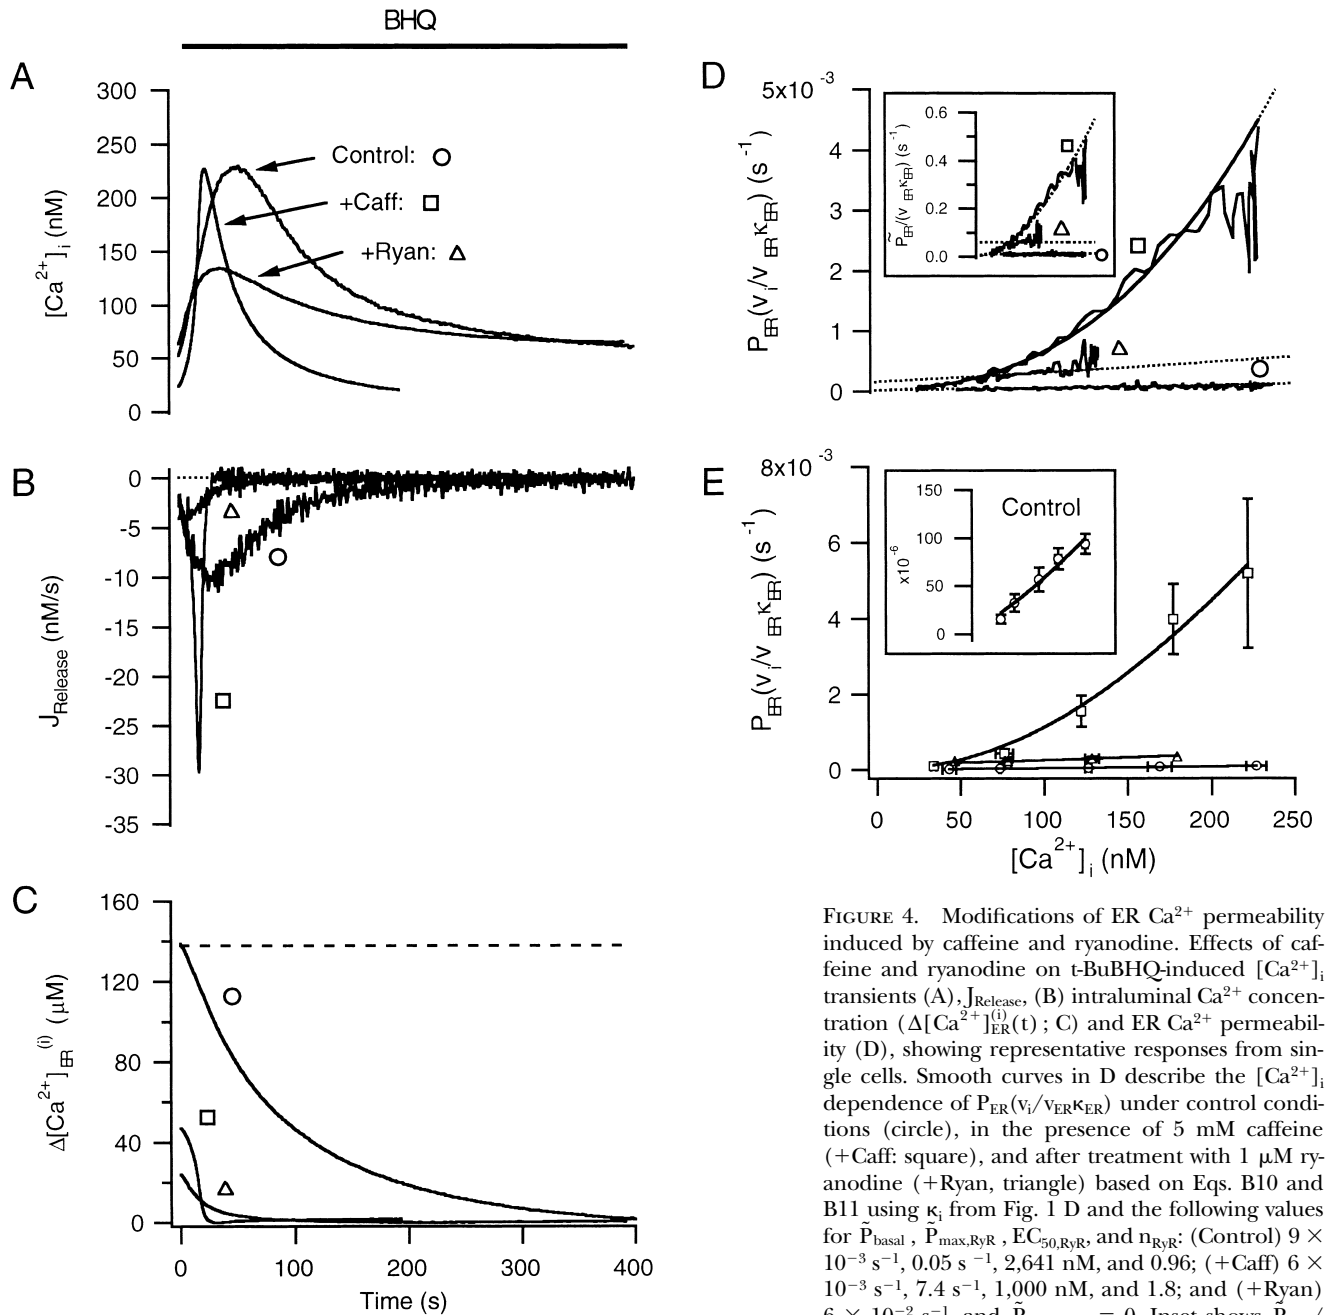 BHQ
A
300
250
200
150
100
50
0
[Ca2+]i (nM)
Control:
+Caff:
+Ryan:
B
0
-5
-10
-15
-20
-25
-30
-35
JRelease (nM/s)
C
160
120
80
40
0
Δ[Ca2+]ER(i) (μM)
0 100 200 300 400
Time (s)
D
5x10-3
4
3
2
1
0
PER(vi/vERκER) (s-1)
0.6
0.4
0.2
0.0
P̃ER/(vERκER) (s-1)
E
8x10-3
6
4
2
0
PER(vi/vERκER) (s-1)
150
100
50
0
x10-6
Control
0 50 100 150 200 250
[Ca2+]i (nM)
FIGURE 4. Modifications of ER Ca2+ permeability
induced by caffeine and ryanodine. Effects of caf-
feine and ryanodine on t-BuBHQ-induced [Ca2+]i
transients (A), JRelease, (B) intraluminal Ca2+ concen-
tration (Δ[Ca2+]ER(i)(t); C) and ER Ca2+ permeabil-
ity (D), showing representative responses from sin-
gle cells. Smooth curves in D describe the [Ca2+]i
dependence of PER(vi/vERκER) under control condi-
tions (circle), in the presence of 5 mM caffeine
(+Caff: square), and after treatment with 1 μM ry-
anodine (+Ryan, triangle) based on Eqs. B10 and
B11 using κi from Fig. 1 D and the following values
for P̃basal, P̃max,RyR, EC50,RyR, and nRyR: (Control) 9 ×
10−3 s−1, 0.05 s −1, 2,641 nM, and 0.96; (+Caff) 6 ×
10−3 s−1, 7.4 s−1, 1,000 nM, and 1.8; and (+Ryan)